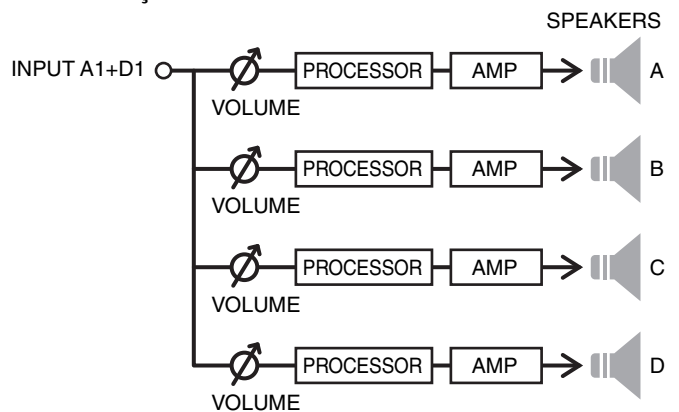 SPEAKERS
INPUT A1+D1 PROCESSOR AMP A
VOLUME
PROCESSOR AMP B
VOLUME
PROCESSOR AMP C
VOLUME
PROCESSOR AMP D
VOLUME